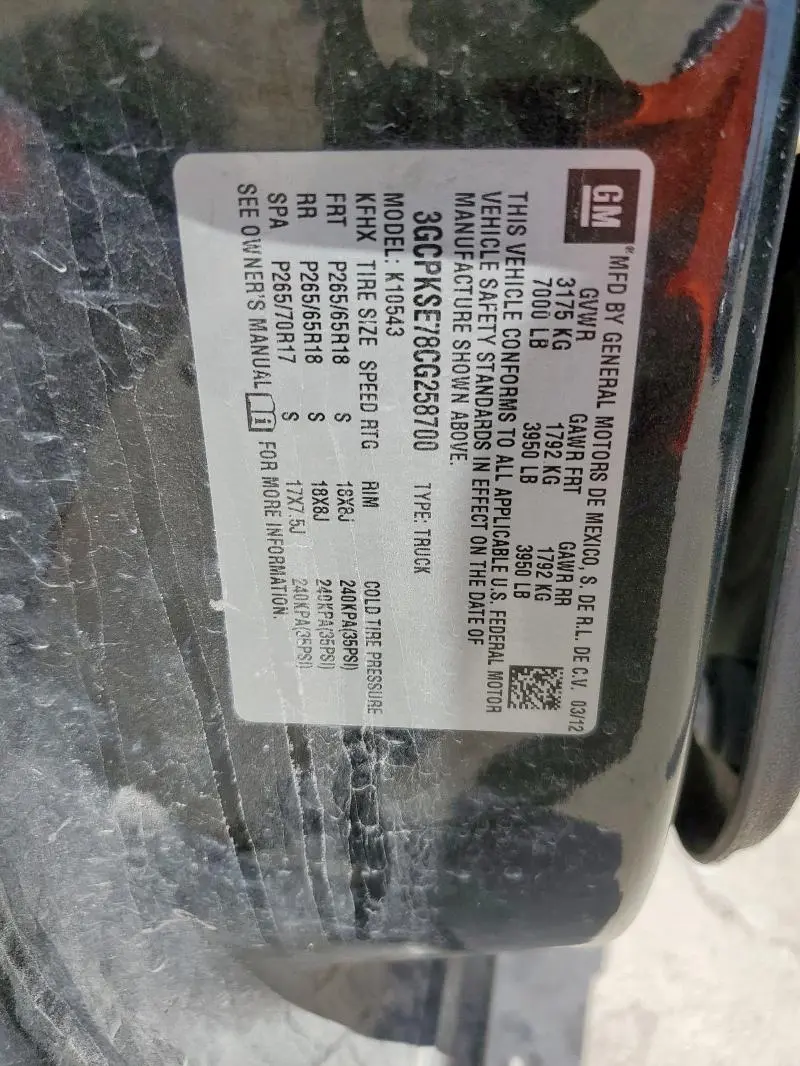 GM
® MFD BY GENERAL MOTORS DE MEXICO, S. DE R.L. DE C.V. 03/12
GVWR GAWR FRT GAWR RR
3175 KG 1792 KG 1792 KG
7000 LB 3950 LB 3950 LB
THIS VEHICLE CONFORMS TO ALL APPLICABLE U.S. FEDERAL MOTOR
VEHICLE SAFETY STANDARDS IN EFFECT ON THE DATE OF
MANUFACTURE SHOWN ABOVE.
3GCPKSE78CG258700 TYPE: TRUCK
MODEL: K10543
KFHX TIRE SIZE SPEED RTG RIM COLD TIRE PRESSURE
FRT P265/65R18 S 18X8J 240KPA(35PSI)
RR P265/65R18 S 18X8J 240KPA(35PSI)
SPA P265/70R17 S 17X7.5J 240KPA(35PSI)
SEE OWNER'S MANUAL FOR MORE INFORMATION.